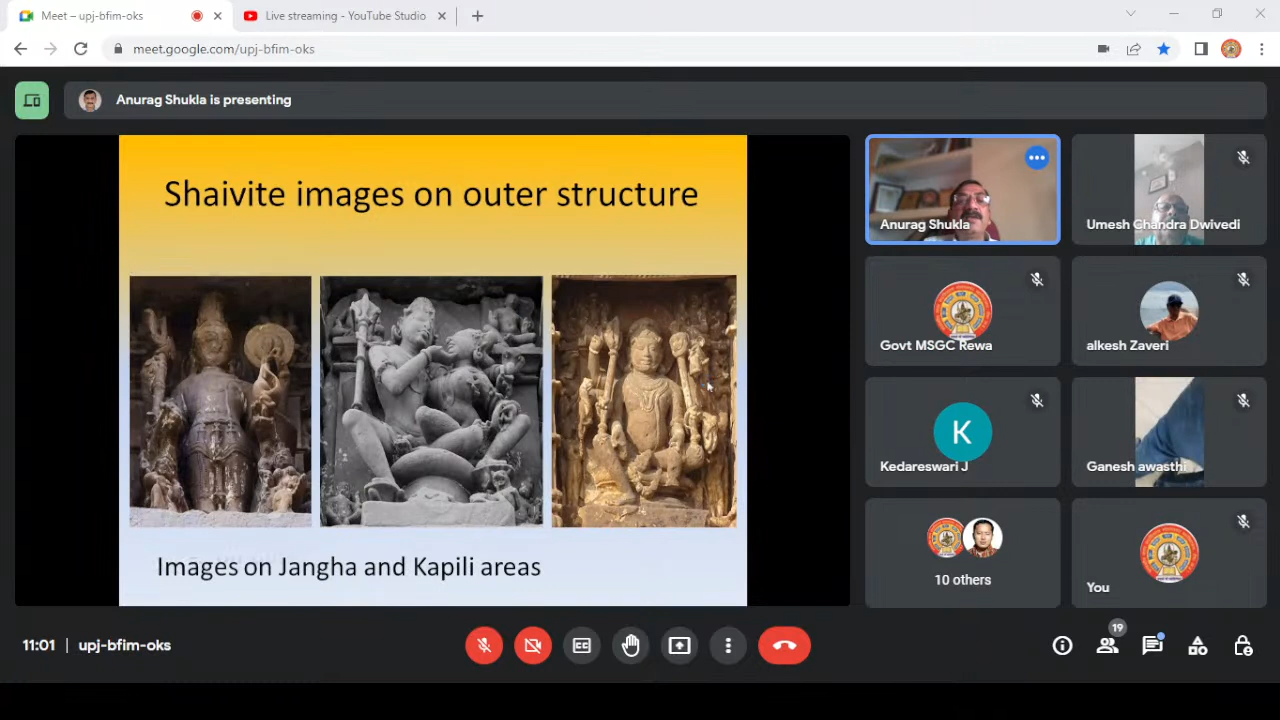 Meet – upj-bfim-oks
Live streaming - YouTube Studio
meet.google.com/upj-bfim-oks
Anurag Shukla is presenting
Shaivite images on outer structure
Images on Jangha and Kapili areas
Anurag Shukla
Umesh Chandra Dwivedi
Govt MSGC Rewa
alkesh Zaveri
K
Kedareswari J
Ganesh awasthi
10 others
You
11:01 | upj-bfim-oks
CC
19